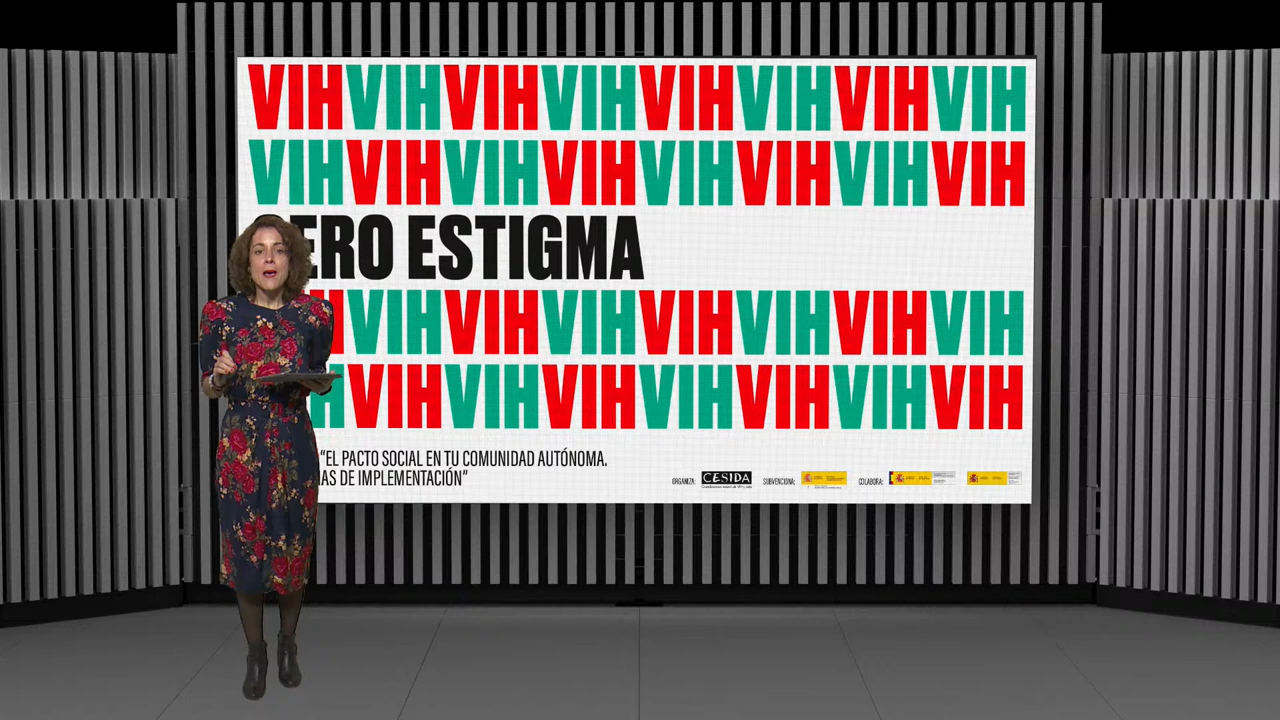 VIHVIHVIHVIHVIHVIHVIHVIH
VIHVIHVIHVIHVIHVIHVIHVIH
ERO ESTIGMA
H VIHVIHVIHVIHVIHVIHVIH
H VIHVIHVIHVIHVIHVIHVIH
“EL PACTO SOCIAL EN TU COMUNIDAD AUTÓNOMA.
AS DE IMPLEMENTACIÓN”
ORGANIZA: CESIDA SUBVENCIONA: COLABORA: